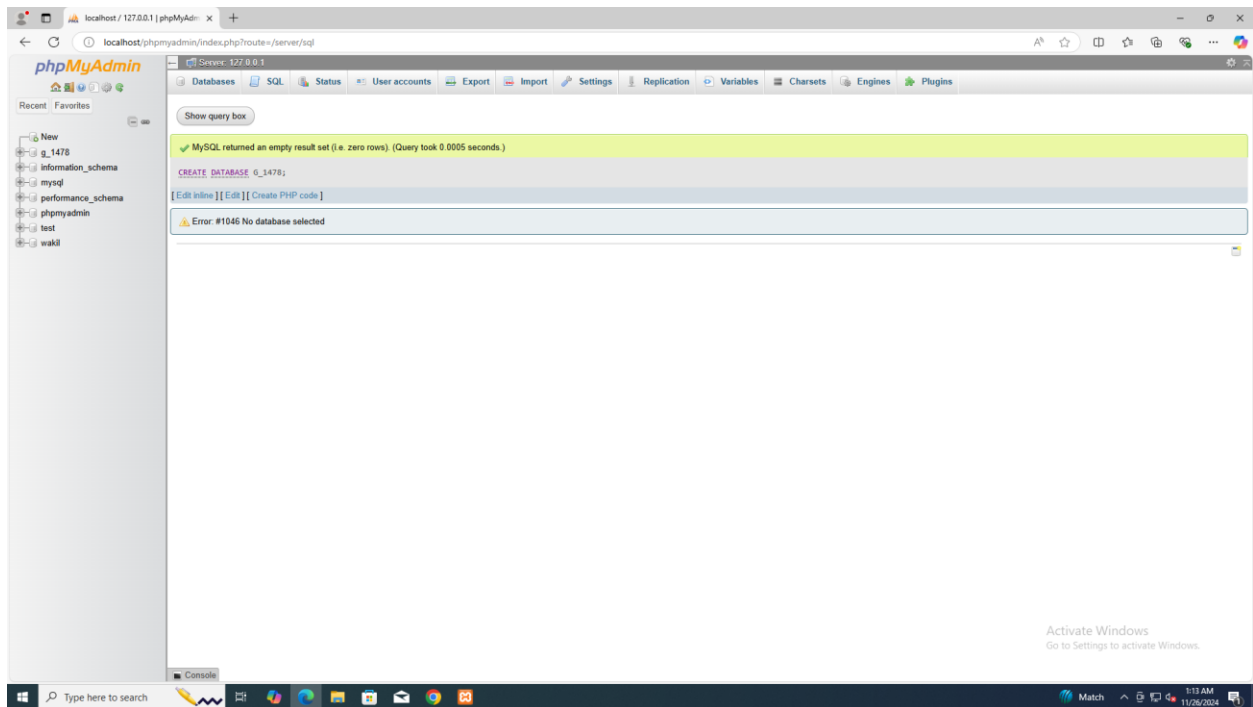 localhost / 127.0.0.1 | phpMyAdm
localhost/phpmyadmin/index.php?route=/server/sql
phpMyAdmin
Recent Favorites
New
g_1478
information_schema
mysql
performance_schema
phpmyadmin
test
wakil
Server: 127.0.0.1
Databases SQL Status User accounts Export Import Settings Replication Variables Charsets Engines Plugins
Show query box
MySQL returned an empty result set (i.e. zero rows). (Query took 0.0005 seconds.)
CREATE DATABASE G_1478;
[ Edit inline ] [ Edit ] [ Create PHP code ]
Error: #1046 No database selected
Activate Windows
Go to Settings to activate Windows.
Console
Type here to search
Match
1:13 AM
11/26/2024